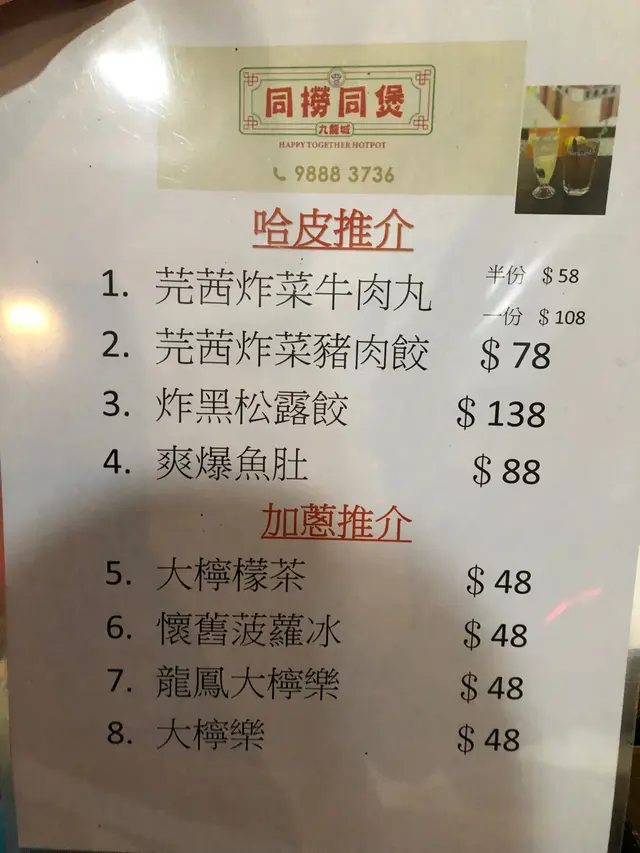 同撈同煲
九龍城
HAPPY TOGETHER HOTPOT
9888 3736
哈皮推介
1. 芫茜炸菜牛肉丸 半份 $58
一份 $108
2. 芫茜炸菜豬肉餃 $78
3. 炸黑松露餃 $138
4. 爽爆魚肚 $88
加蔥推介
5. 大檸檬茶 $48
6. 懷舊菠蘿冰 $48
7. 龍鳳大檸樂 $48
8. 大檸樂 $48